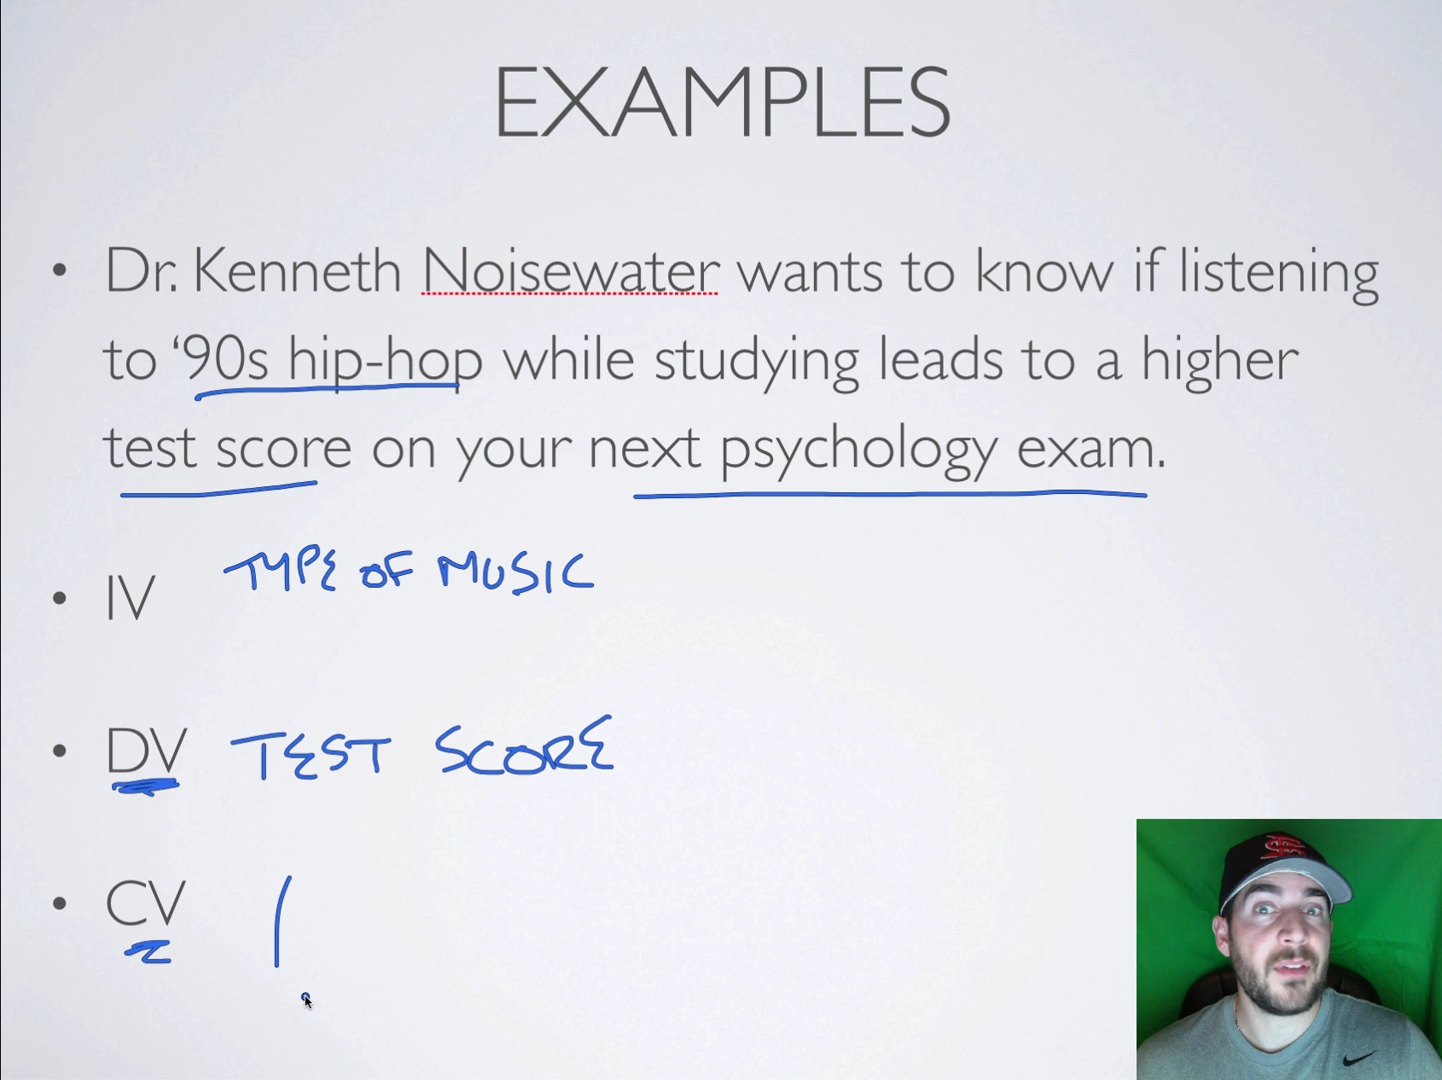 EXAMPLES
• Dr. Kenneth Noisewater wants to know if listening
to ‘90s hip-hop while studying leads to a higher
test score on your next psychology exam.
• IV TYPE OF MUSIC
• DV TEST SCORE
• CV